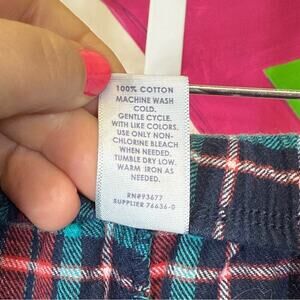 100% COTTON
MACHINE WASH
COLD.
GENTLE CYCLE.
WITH LIKE COLORS.
USE ONLY NON-
CHLORINE BLEACH
WHEN NEEDED.
TUMBLE DRY LOW.
WARM IRON AS
NEEDED.
RN#93677
SUPPLIER 76636-0